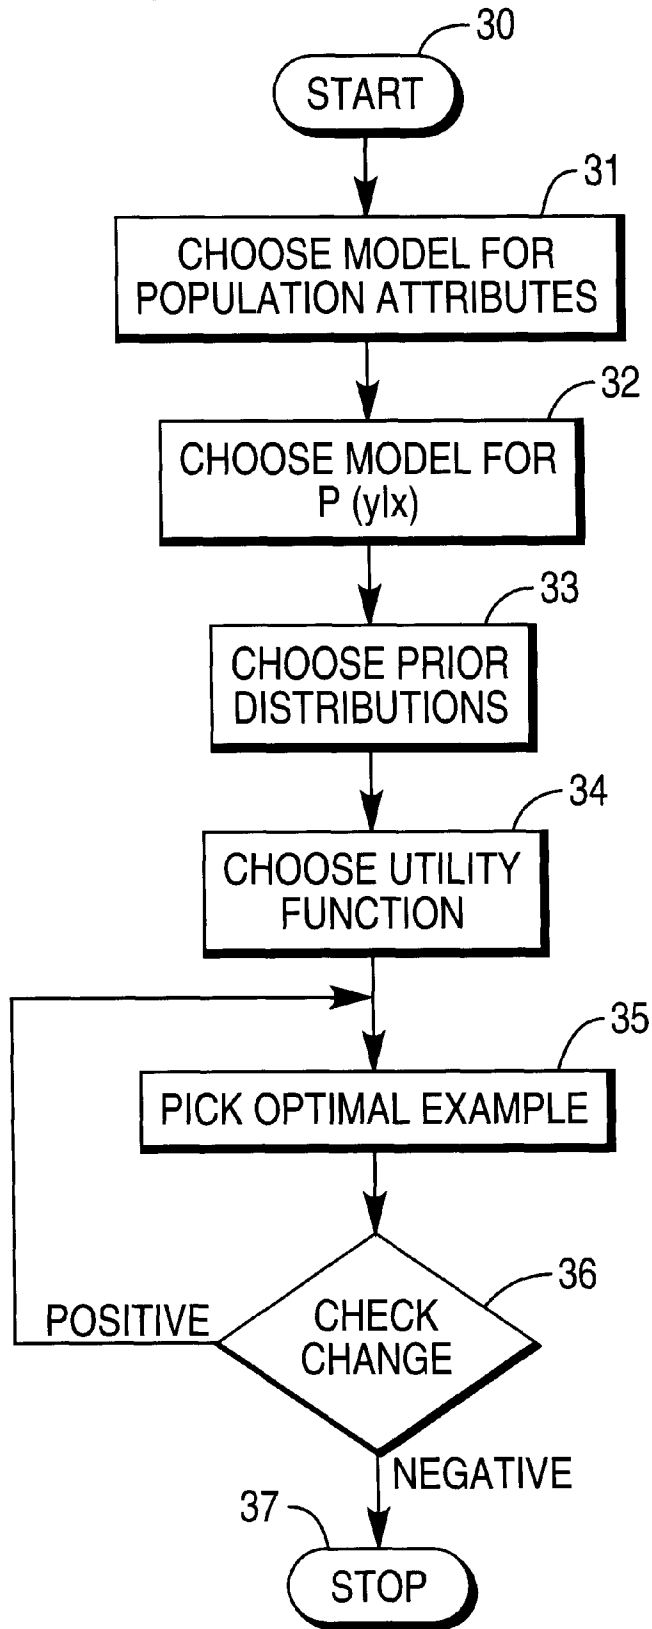 30
START
31
CHOOSE MODEL FOR
POPULATION ATTRIBUTES
32
CHOOSE MODEL FOR
P (y|x)
33
CHOOSE PRIOR
DISTRIBUTIONS
34
CHOOSE UTILITY
FUNCTION
35
PICK OPTIMAL EXAMPLE
36
CHECK
CHANGE
POSITIVE
NEGATIVE
37
STOP